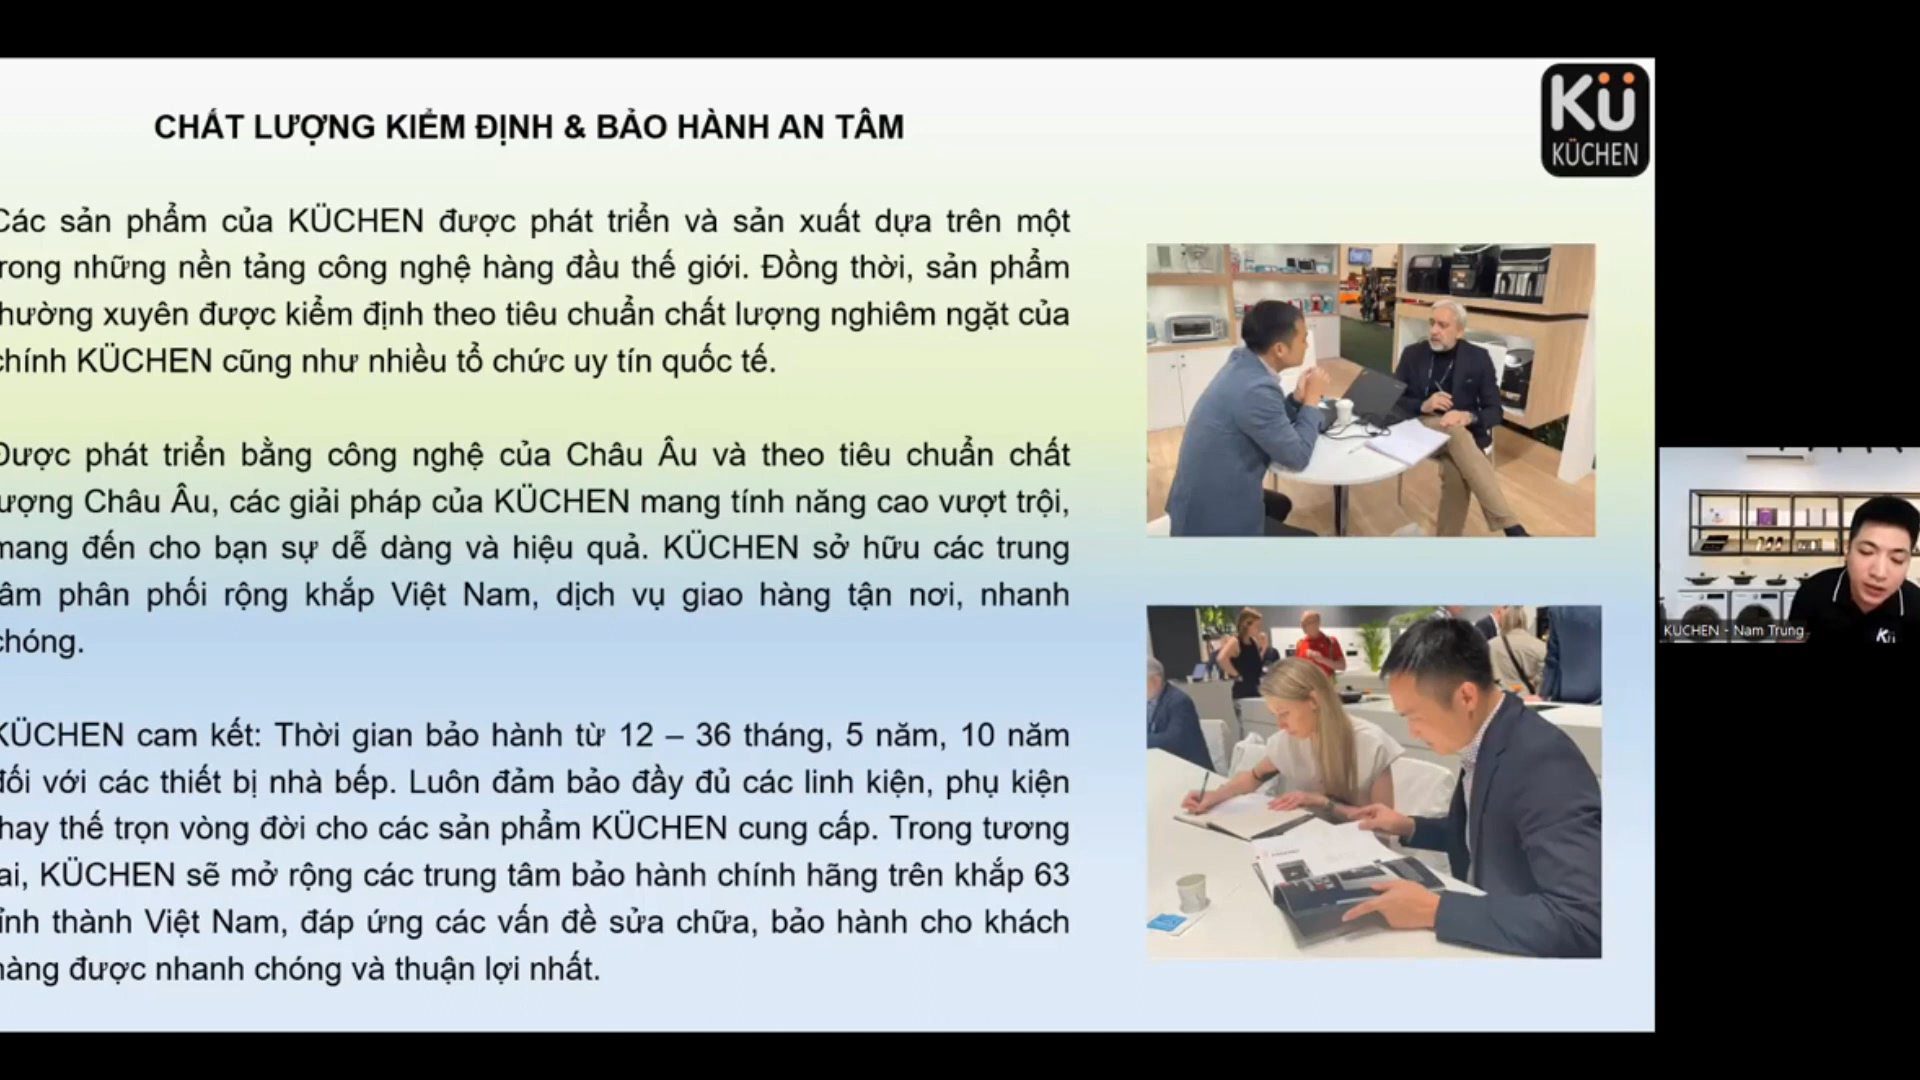 CHẤT LƯỢNG KIỂM ĐỊNH & BẢO HÀNH AN TÂM
Kü
KÜCHEN
Các sản phẩm của KÜCHEN được phát triển và sản xuất dựa trên một
rong những nền tảng công nghệ hàng đầu thế giới. Đồng thời, sản phẩm
hường xuyên được kiểm định theo tiêu chuẩn chất lượng nghiêm ngặt của
chính KÜCHEN cũng như nhiều tổ chức uy tín quốc tế.
Được phát triển bằng công nghệ của Châu Âu và theo tiêu chuẩn chất
ượng Châu Âu, các giải pháp của KÜCHEN mang tính năng cao vượt trội,
mang đến cho bạn sự dễ dàng và hiệu quả. KÜCHEN sở hữu các trung
âm phân phối rộng khắp Việt Nam, dịch vụ giao hàng tận nơi, nhanh
chóng.
KÜCHEN cam kết: Thời gian bảo hành từ 12 – 36 tháng, 5 năm, 10 năm
đối với các thiết bị nhà bếp. Luôn đảm bảo đầy đủ các linh kiện, phụ kiện
hay thế trọn vòng đời cho các sản phẩm KÜCHEN cung cấp. Trong tương
ai, KÜCHEN sẽ mở rộng các trung tâm bảo hành chính hãng trên khắp 63
ỉnh thành Việt Nam, đáp ứng các vấn đề sửa chữa, bảo hành cho khách
hàng được nhanh chóng và thuận lợi nhất.
KUCHEN - Nam Trung
Kü